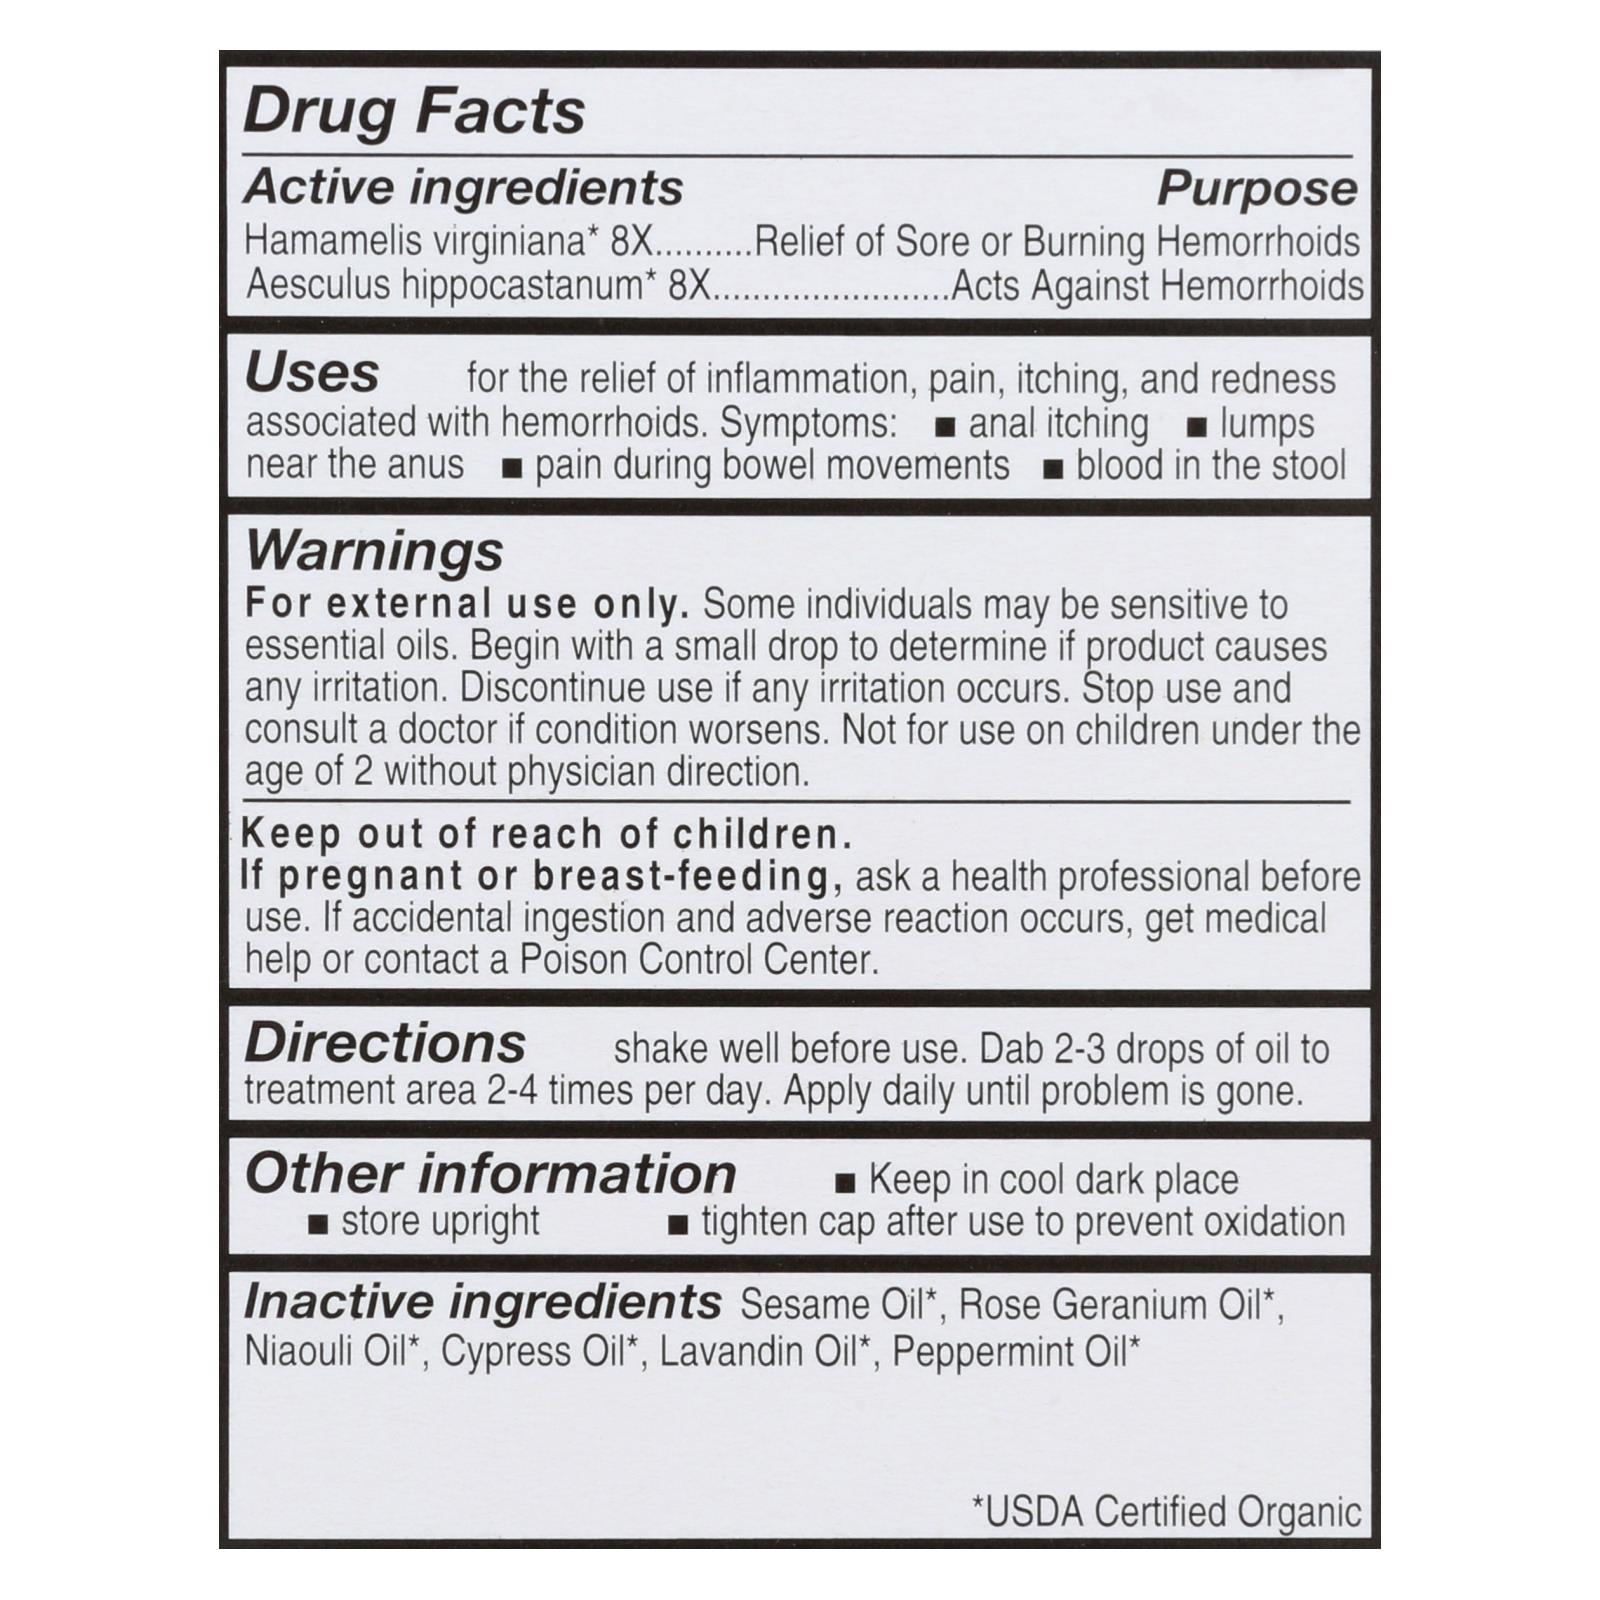 Drug Facts
Active ingredients Purpose
Hamamelis virginiana* 8X..........Relief of Sore or Burning Hemorrhoids
Aesculus hippocastanum* 8X........................Acts Against Hemorrhoids
Uses for the relief of inflammation, pain, itching, and redness
associated with hemorrhoids. Symptoms: ■ anal itching ■ lumps
near the anus ■ pain during bowel movements ■ blood in the stool
Warnings
For external use only. Some individuals may be sensitive to
essential oils. Begin with a small drop to determine if product causes
any irritation. Discontinue use if any irritation occurs. Stop use and
consult a doctor if condition worsens. Not for use on children under the
age of 2 without physician direction.
Keep out of reach of children.
If pregnant or breast-feeding, ask a health professional before
use. If accidental ingestion and adverse reaction occurs, get medical
help or contact a Poison Control Center.
Directions shake well before use. Dab 2-3 drops of oil to
treatment area 2-4 times per day. Apply daily until problem is gone.
Other information ■ Keep in cool dark place
■ store upright ■ tighten cap after use to prevent oxidation
Inactive ingredients Sesame Oil*, Rose Geranium Oil*,
Niaouli Oil*, Cypress Oil*, Lavandin Oil*, Peppermint Oil*
*USDA Certified Organic